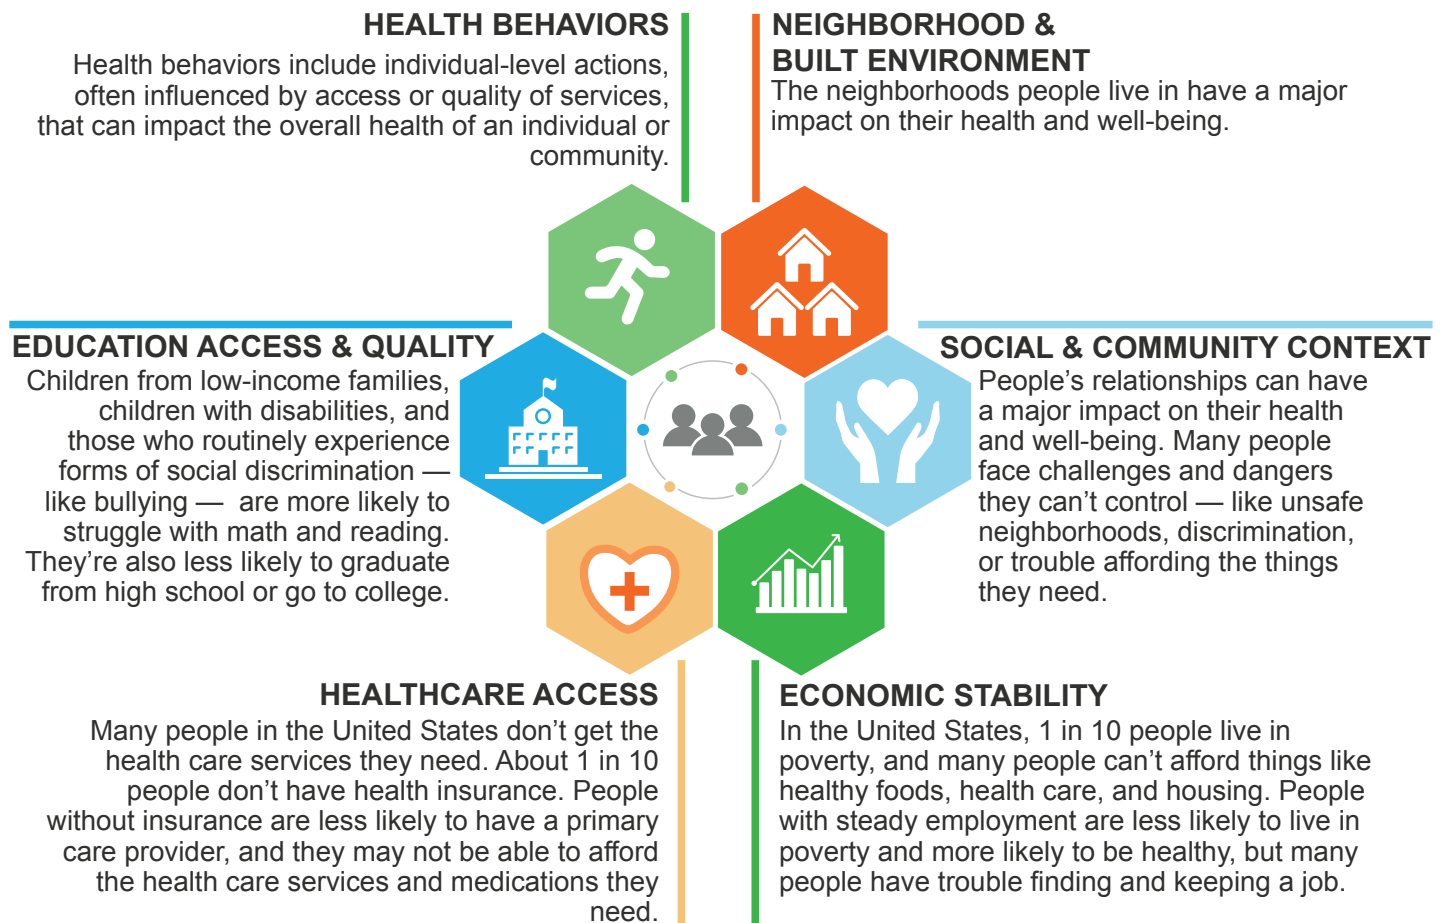 HEALTH BEHAVIORS
Health behaviors include individual-level actions,
often influenced by access or quality of services,
that can impact the overall health of an individual or
community.
NEIGHBORHOOD &
BUILT ENVIRONMENT
The neighborhoods people live in have a major
impact on their health and well-being.
EDUCATION ACCESS & QUALITY
Children from low-income families,
children with disabilities, and
those who routinely experience
forms of social discrimination —
like bullying — are more likely to
struggle with math and reading.
They’re also less likely to graduate
from high school or go to college.
SOCIAL & COMMUNITY CONTEXT
People’s relationships can have
a major impact on their health
and well-being. Many people
face challenges and dangers
they can’t control — like unsafe
neighborhoods, discrimination,
or trouble affording the things
they need.
HEALTHCARE ACCESS
Many people in the United States don’t get the
health care services they need. About 1 in 10
people don’t have health insurance. People
without insurance are less likely to have a primary
care provider, and they may not be able to afford
the health care services and medications they
need.
ECONOMIC STABILITY
In the United States, 1 in 10 people live in
poverty, and many people can’t afford things like
healthy foods, health care, and housing. People
with steady employment are less likely to live in
poverty and more likely to be healthy, but many
people have trouble finding and keeping a job.